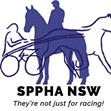 SPPHA NSW
They're not just for racing!